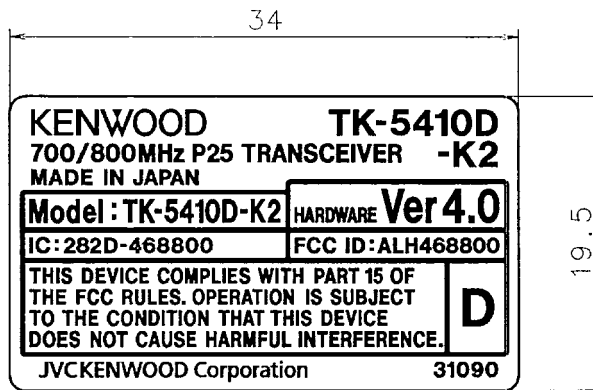 34
KENWOOD TK-5410D
700/800MHz P25 TRANSCEIVER -K2
MADE IN JAPAN
Model:TK-5410D-K2 HARDWARE Ver 4.0
IC:282D-468800 FCC ID:ALH468800
THIS DEVICE COMPLIES WITH PART 15 OF
THE FCC RULES. OPERATION IS SUBJECT
TO THE CONDITION THAT THIS DEVICE
DOES NOT CAUSE HARMFUL INTERFERENCE.
D
JVCKENWOOD Corporation 31090
19.5